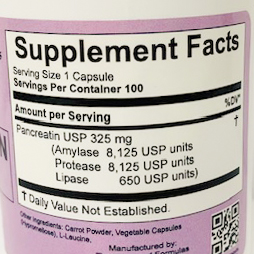 Supplement Facts
Serving Size 1 Capsule
Servings Per Container 100
%DV*
Amount per Serving
Pancreatin USP 325 mg †
(Amylase 8,125 USP units
Protease 8,125 USP units
Lipase 650 USP units)
† Daily Value Not Established.
Other Ingredients: Carrot Powder, Vegetable Capsules
(Hypromellose), L-Leucine.
Manufactured by:
Formulas
N